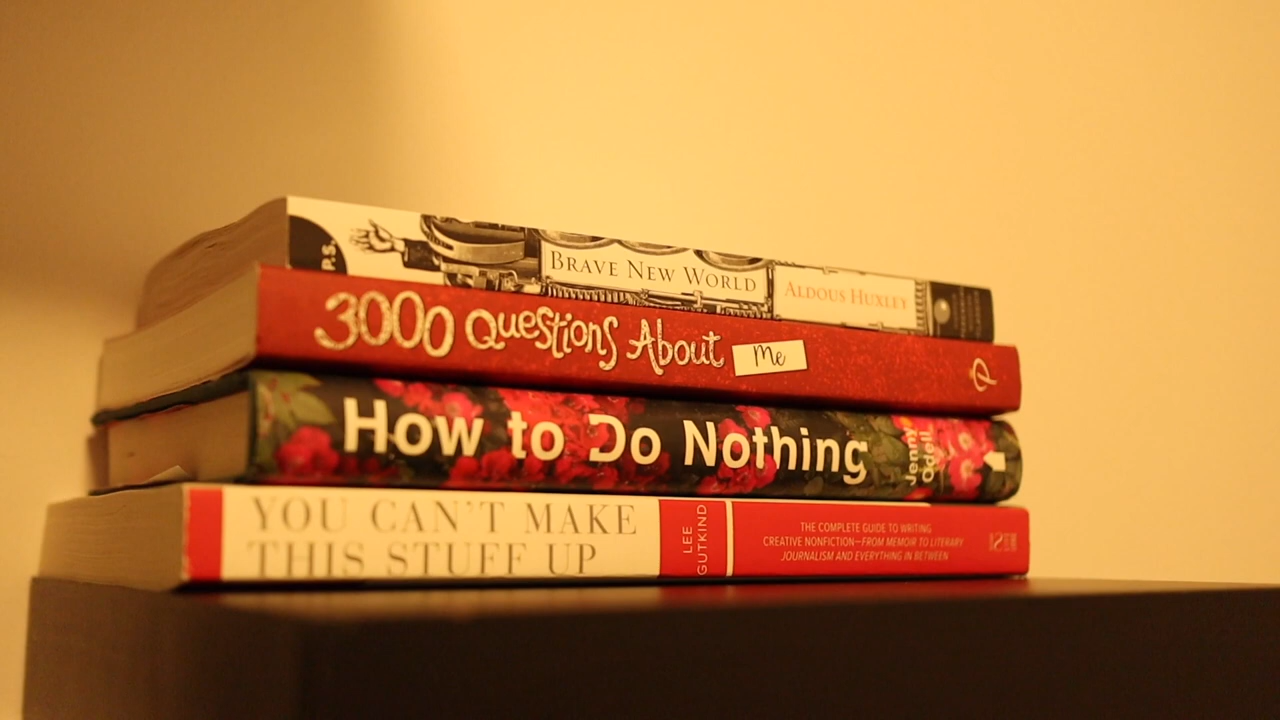 P.S.
BRAVE NEW WORLD
ALDOUS HUXLEY
3000 Questions About Me
How to Do Nothing
Jenny
Odell
YOU CAN'T MAKE
THIS STUFF UP
LEE
GUTKIND
THE COMPLETE GUIDE TO WRITING
CREATIVE NONFICTION—FROM MEMOIR TO LITERARY
JOURNALISM AND EVERYTHING IN BETWEEN